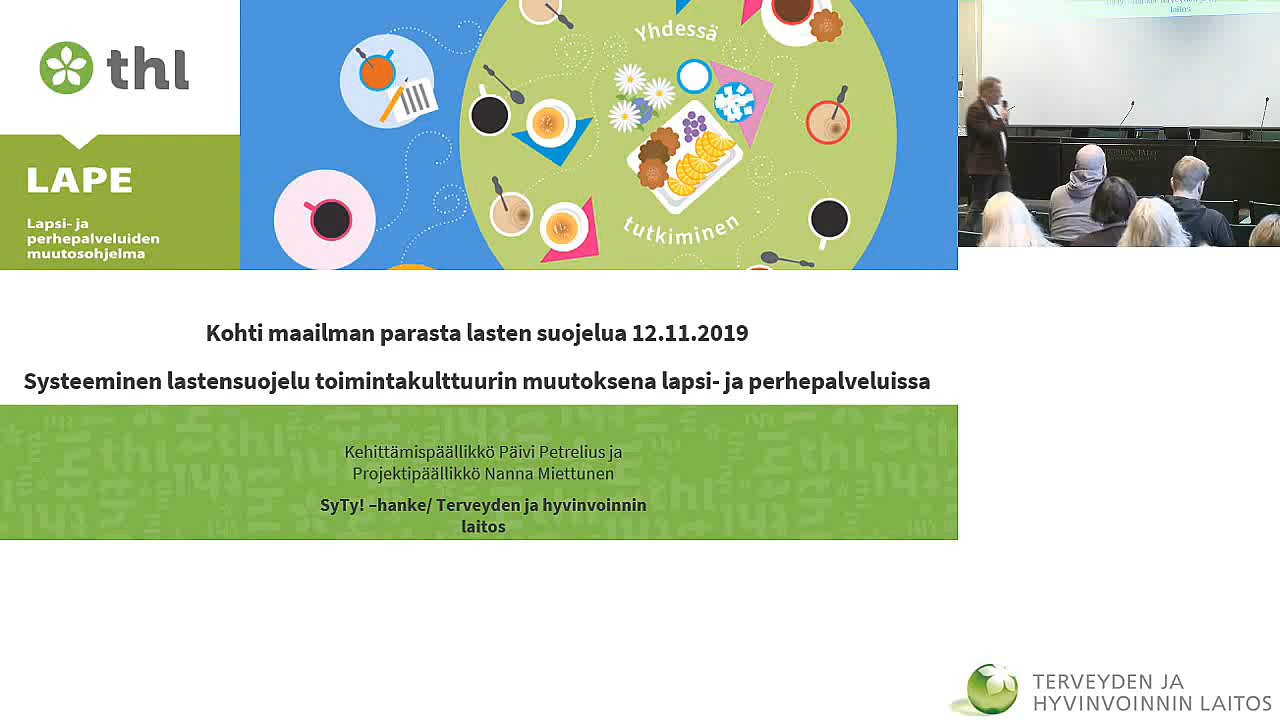 thl
LAPE
Lapsi- ja
perhepalveluiden
muutosohjelma
Yhdessä
tutkiminen
laitos
Kohti maailman parasta lasten suojelua 12.11.2019
Systeeminen lastensuojelu toimintakulttuurin muutoksena lapsi- ja perhepalveluissa
Kehittämispäällikkö Päivi Petrelius ja
Projektipäällikkö Nanna Miettunen
SyTy! –hanke/ Terveyden ja hyvinvoinnin
laitos
TERVEYDEN JA
HYVINVOINNIN LAITOS